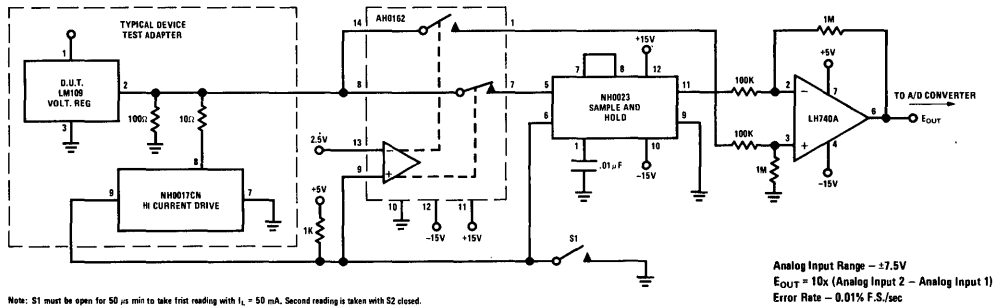 TYPICAL DEVICE
TEST ADAPTER
1
D.U.T.
LM109
VOLT. REG
2
3
100Ω
10Ω
8
9
NH0017CN
HI CURRENT DRIVE
7
AH0162
14
1
8
7
2.5V
13
9
+5V
1K
10
12
11
-15V
+15V
+15V
7
8
12
5
NH0023
SAMPLE AND
HOLD
11
6
9
1
10
.01µF
-15V
S1
1M
+5V
100K
2
7
LH740A
6
TO A/D CONVERTER
EOUT
100K
3
4
1M
-15V
Analog Input Range – ±7.5V
EOUT = 10x (Analog Input 2 – Analog Input 1)
Error Rate – 0.01% F.S./sec
Note: S1 must be open for 50 µs min to take frist reading with IL = 50 mA. Second reading is taken with S2 closed.